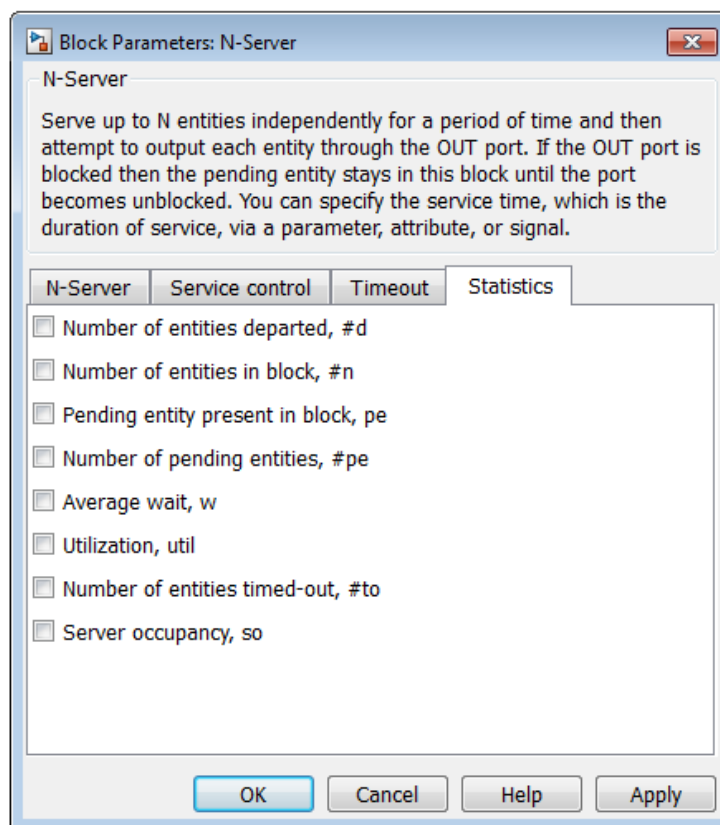 Block Parameters: N-Server
N-Server
Serve up to N entities independently for a period of time and then
attempt to output each entity through the OUT port. If the OUT port is
blocked then the pending entity stays in this block until the port
becomes unblocked. You can specify the service time, which is the
duration of service, via a parameter, attribute, or signal.
N-Server Service control Timeout Statistics
Number of entities departed, #d
Number of entities in block, #n
Pending entity present in block, pe
Number of pending entities, #pe
Average wait, w
Utilization, util
Number of entities timed-out, #to
Server occupancy, so
OK Cancel Help Apply